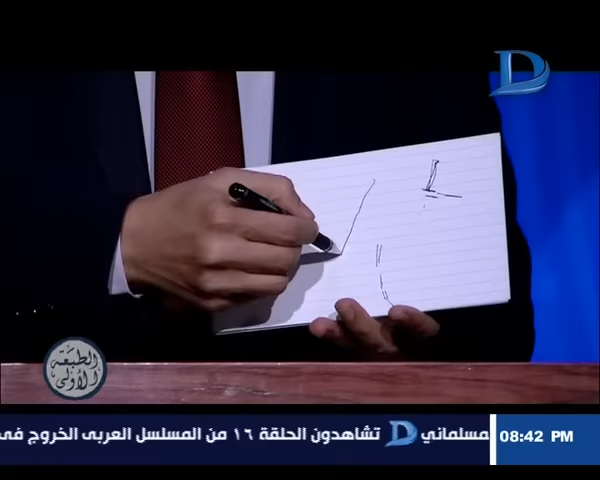 الطبعة
الأولى
مسلماني تشاهدون الحلقة ١٦ من المسلسل العربى الخروج فى
08:42 PM